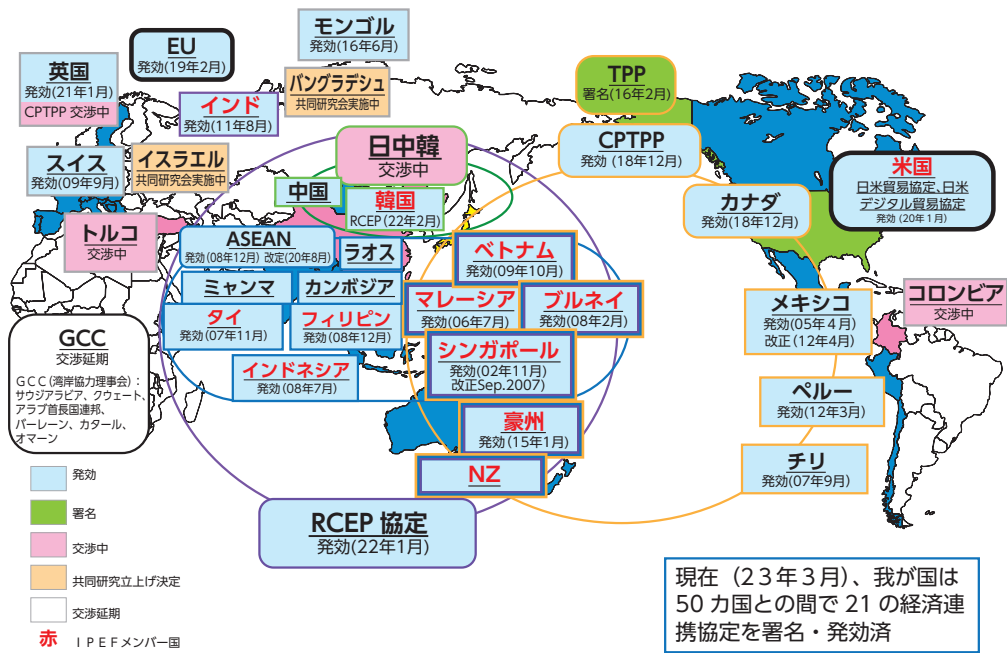 モンゴル
発効(16年6月)
EU
発効(19年2月)
英国
発効(21年1月)
CPTPP 交渉中
バングラデシュ
共同研究会実施中
インド
発効(11年8月)
TPP
署名(16年2月)
CPTPP
発効 (18年12月)
日中韓
交渉中
スイス
発効(09年9月)
イスラエル
共同研究会実施中
中国
韓国
RCEP (22年2月)
カナダ
発効(18年12月)
米国
日米貿易協定、日米
デジタル貿易協定
発効 (20年1月)
トルコ
交渉中
ASEAN
発効(08年12月) 改定(20年8月)
ラオス
ベトナム
発効(09年10月)
ミャンマ
カンボジア
マレーシア
発効(06年7月)
ブルネイ
発効(08年2月)
メキシコ
発効(05年4月)
改正(12年4月)
コロンビア
交渉中
タイ
発効(07年11月)
フィリピン
発効(08年12月)
シンガポール
発効(02年11月)
改正Sep.2007)
インドネシア
発効(08年7月)
GCC
交渉延期
GCC(湾岸協力理事会):
サウジアラビア、クウェート、
アラブ首長国連邦、
バーレーン、カタール、
オマーン
ペルー
発効(12年3月)
豪州
発効(15年1月)
チリ
発効(07年9月)
NZ
RCEP 協定
発効(22年1月)
発効
署名
交渉中
共同研究立上げ決定
交渉延期
赤 IPEFメンバー国
現在(23年3月)、我が国は
50 カ国との間で 21 の経済連
携協定を署名・発効済